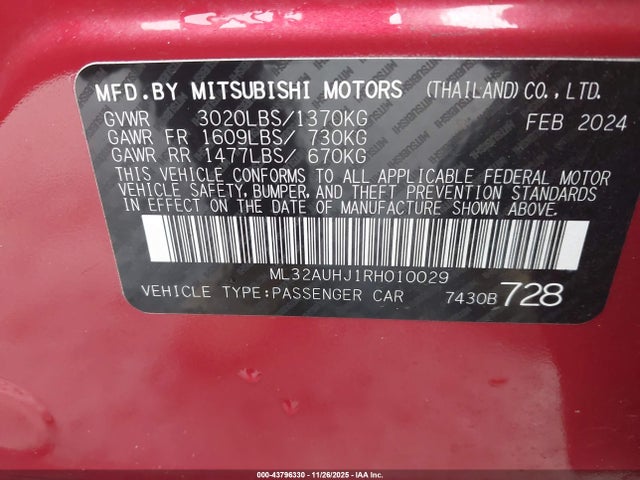 MFD.BY MITSUBISHI MOTORS (THAILAND) CO., LTD.
GVWR 3020LBS/1370KG FEB 2024
GAWR FR 1609LBS/ 730KG
GAWR RR 1477LBS/ 670KG
THIS VEHICLE CONFORMS TO ALL APPLICABLE FEDERAL MOTOR
VEHICLE SAFETY, BUMPER, AND THEFT PREVENTION STANDARDS
IN EFFECT ON THE DATE OF MANUFACTURE SHOWN ABOVE.
ML32AUHJ1RH010029
VEHICLE TYPE:PASSENGER CAR 7430B 728
000-43796330 - 11/26/2025 - IAA Inc.